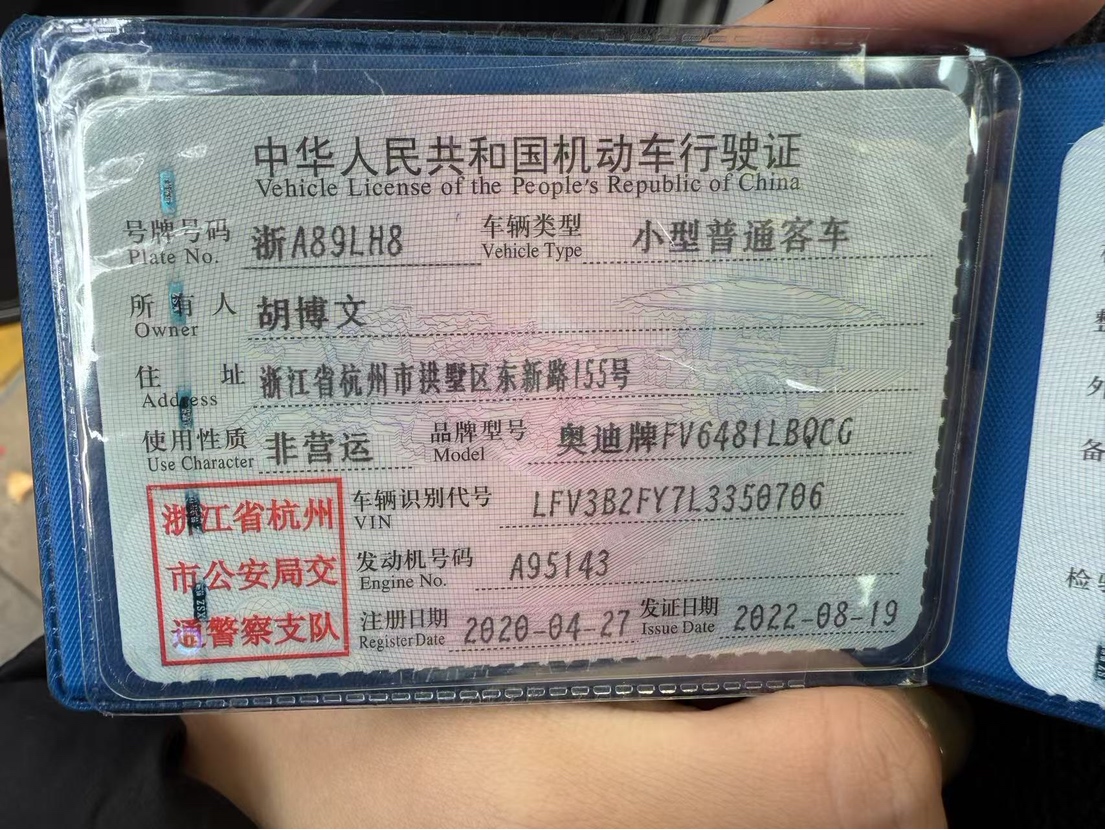 中华人民共和国机动车行驶证
Vehicle License of the People's Republic of China
号牌号码 浙A89LH8 车辆类型 小型普通客车
Plate No. Vehicle Type
所有人 胡博文
Owner
住址 浙江省杭州市拱墅区东新路155号
Address
使用性质 非营运 品牌型号 奥迪牌FV6481LBQCG
Use Character Model
浙江省杭州
市公安局交
通警察支队
车辆识别代号 LFV3B2FY7L3350706
VIN
发动机号码 A95143
Engine No.
注册日期 2020-04-27 发证日期 2022-08-19
Register Date Issue Date
备
检验